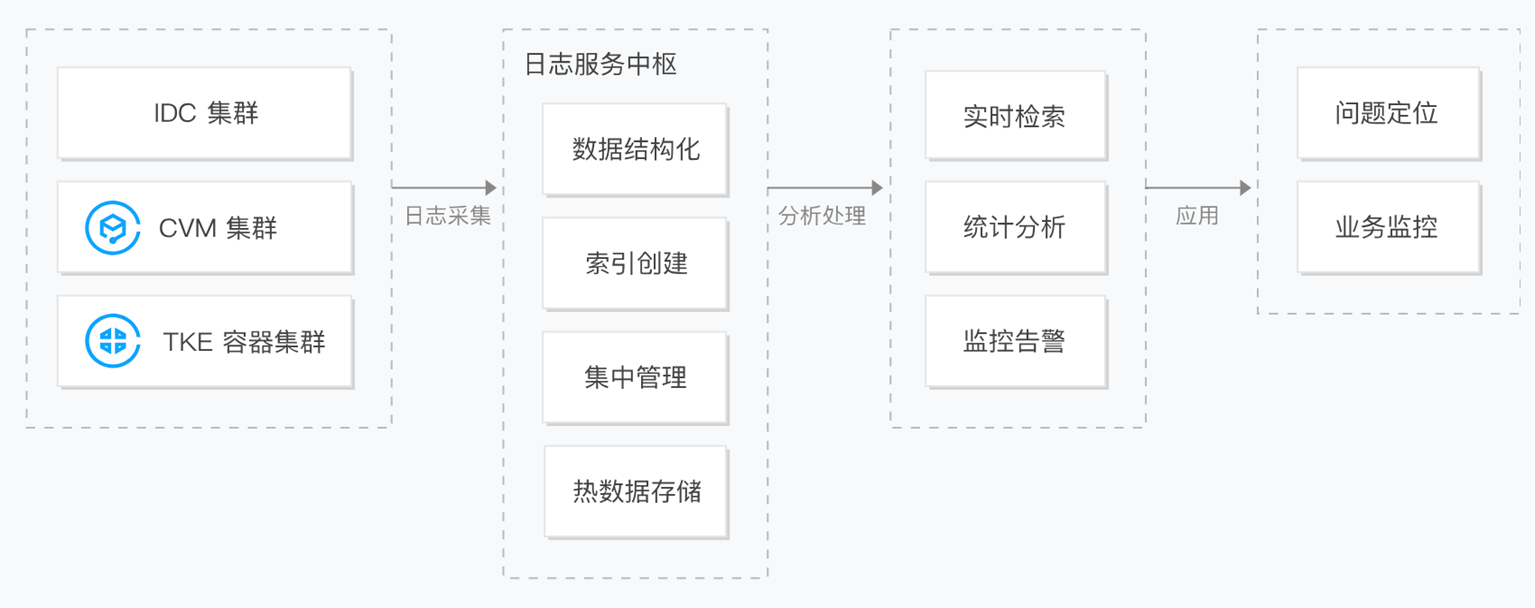 IDC 集群
CVM 集群
TKE 容器集群
日志采集
日志服务中枢
数据结构化
索引创建
集中管理
热数据存储
分析处理
实时检索
统计分析
监控告警
应用
问题定位
业务监控